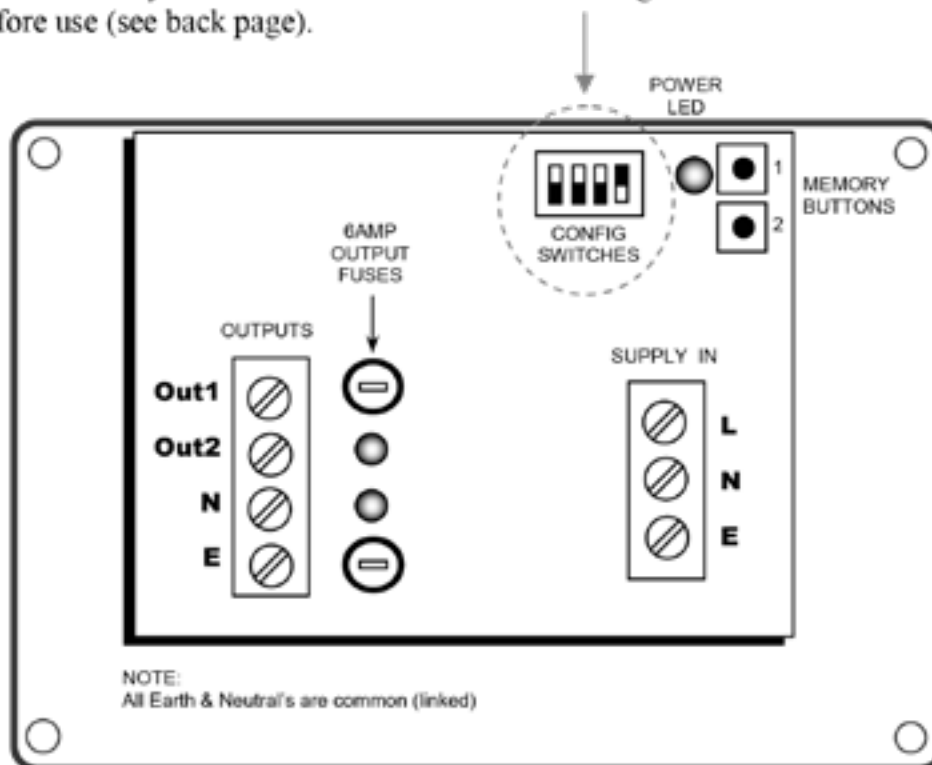 fore use (see back page).
POWER
LED
1
MEMORY
BUTTONS
2
CONFIG
SWITCHES
6AMP
OUTPUT
FUSES
OUTPUTS
SUPPLY IN
Out1
Out2
N
E
L
N
E
NOTE:
All Earth & Neutral's are common (linked)